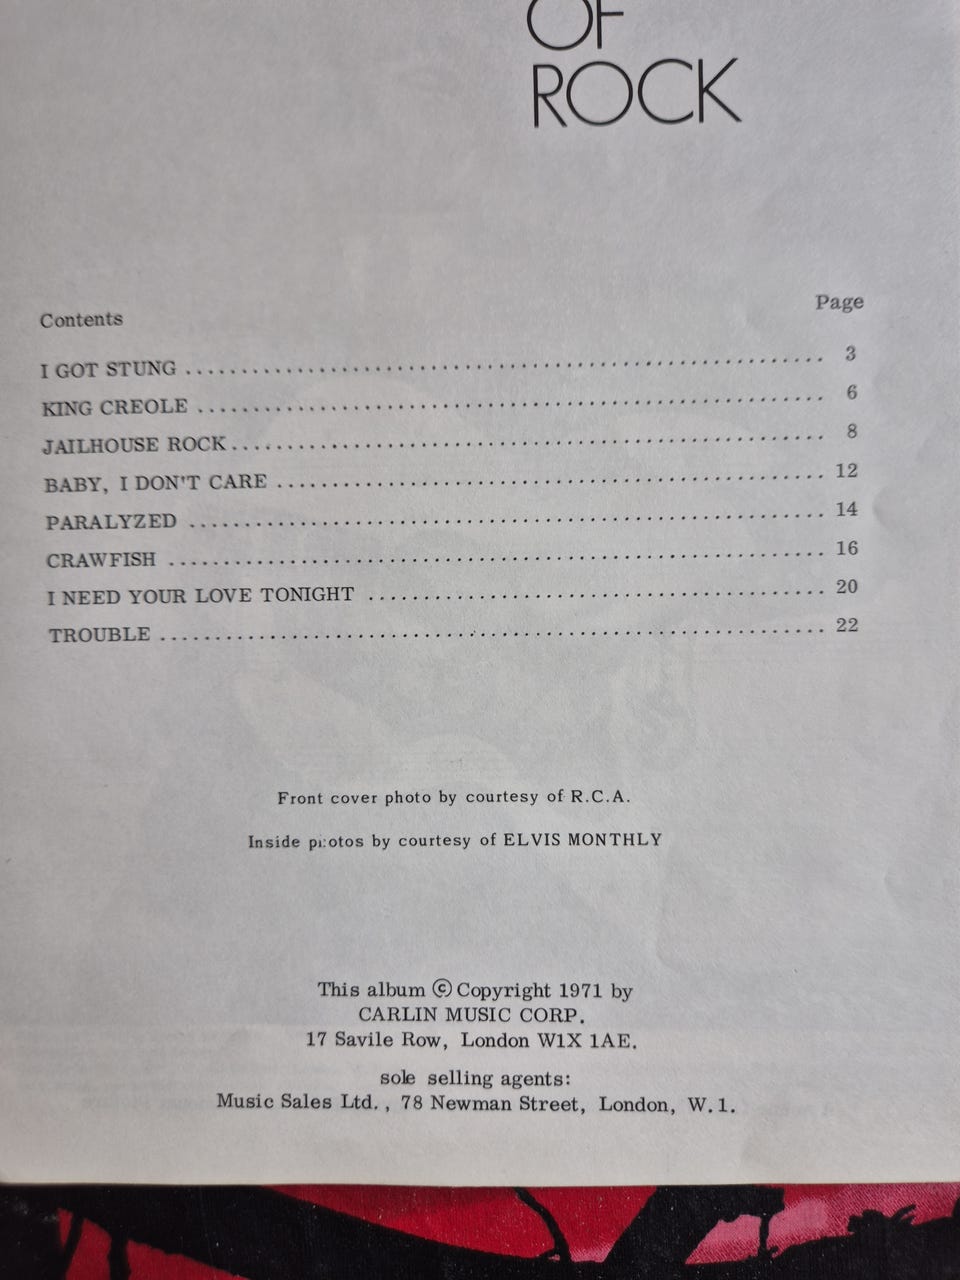 OF
ROCK
Contents Page
I GOT STUNG ........................................................ 3
KING CREOLE ........................................................ 6
JAILHOUSE ROCK ........................................................ 8
BABY, I DON'T CARE ........................................................ 12
PARALYZED ........................................................ 14
CRAWFISH ........................................................ 16
I NEED YOUR LOVE TONIGHT ........................................................ 20
TROUBLE ........................................................ 22
Front cover photo by courtesy of R.C.A.
Inside photos by courtesy of ELVIS MONTHLY
This album © Copyright 1971 by
CARLIN MUSIC CORP.
17 Savile Row, London W1X 1AE.
sole selling agents:
Music Sales Ltd., 78 Newman Street, London, W.1.